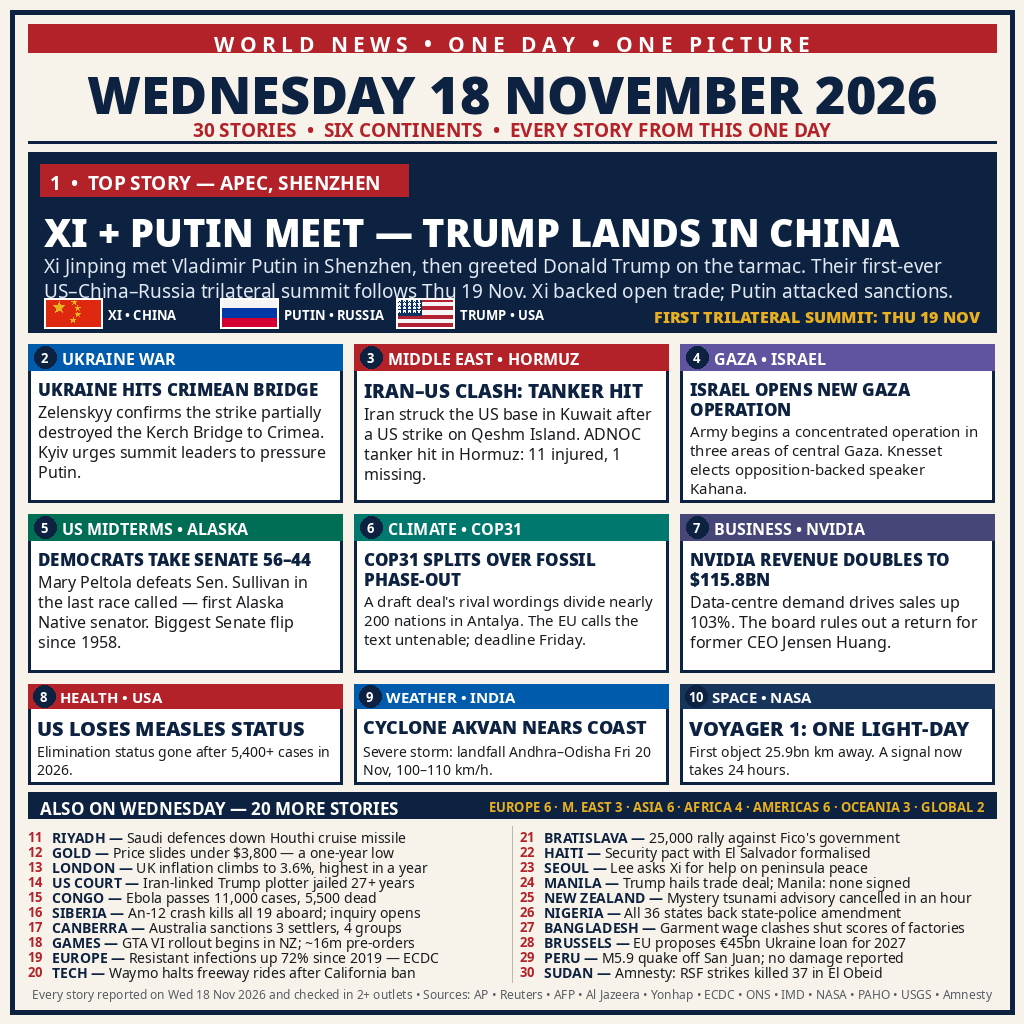 WORLD NEWS • ONE DAY • ONE PICTURE
WEDNESDAY 18 NOVEMBER 2026
30 STORIES • SIX CONTINENTS • EVERY STORY FROM THIS ONE DAY
1 • TOP STORY — APEC, SHENZHEN
XI + PUTIN MEET — TRUMP LANDS IN CHINA
Xi Jinping met Vladimir Putin in Shenzhen, then greeted Donald Trump on the tarmac. Their first-ever
US–China–Russia trilateral summit follows Thu 19 Nov. Xi backed open trade; Putin attacked sanctions.
XI • CHINA
PUTIN • RUSSIA
TRUMP • USA
FIRST TRILATERAL SUMMIT: THU 19 NOV
2 UKRAINE WAR
UKRAINE HITS CRIMEAN BRIDGE
Zelenskyy confirms the strike partially
destroyed the Kerch Bridge to Crimea.
Kyiv urges summit leaders to pressure
Putin.
3 MIDDLE EAST • HORMUZ
IRAN–US CLASH: TANKER HIT
Iran struck the US base in Kuwait after
a US strike on Qeshm Island. ADNOC
tanker hit in Hormuz: 11 injured, 1
missing.
4 GAZA • ISRAEL
ISRAEL OPENS NEW GAZA
OPERATION
Army begins a concentrated operation in
three areas of central Gaza. Knesset
elects opposition-backed speaker
Kahana.
5 US MIDTERMS • ALASKA
DEMOCRATS TAKE SENATE 56–44
Mary Peltola defeats Sen. Sullivan in
the last race called — first Alaska
Native senator. Biggest Senate flip
since 1958.
6 CLIMATE • COP31
COP31 SPLITS OVER FOSSIL
PHASE-OUT
A draft deal's rival wordings divide nearly
200 nations in Antalya. The EU calls the
text untenable; deadline Friday.
7 BUSINESS • NVIDIA
NVIDIA REVENUE DOUBLES TO
$115.8BN
Data-centre demand drives sales up
103%. The board rules out a return for
former CEO Jensen Huang.
8 HEALTH • USA
US LOSES MEASLES STATUS
Elimination status gone after 5,400+ cases in
2026.
9 WEATHER • INDIA
CYCLONE AKVAN NEARS COAST
Severe storm: landfall Andhra–Odisha Fri 20
Nov, 100–110 km/h.
10 SPACE • NASA
VOYAGER 1: ONE LIGHT-DAY
First object 25.9bn km away. A signal now
takes 24 hours.
ALSO ON WEDNESDAY — 20 MORE STORIES
EUROPE 6 · M. EAST 3 · ASIA 6 · AFRICA 4 · AMERICAS 6 · OCEANIA 3 · GLOBAL 2
11 RIYADH — Saudi defences down Houthi cruise missile
12 GOLD — Price slides under $3,800 — a one-year low
13 LONDON — UK inflation climbs to 3.6%, highest in a year
14 US COURT — Iran-linked Trump plotter jailed 27+ years
15 CONGO — Ebola passes 11,000 cases, 5,500 dead
16 SIBERIA — An-12 crash kills all 19 aboard; inquiry opens
17 CANBERRA — Australia sanctions 3 settlers, 4 groups
18 GAMES — GTA VI rollout begins in NZ; ~16m pre-orders
19 EUROPE — Resistant infections up 72% since 2019 — ECDC
20 TECH — Waymo halts freeway rides after California ban
21 BRATISLAVA — 25,000 rally against Fico's government
22 HAITI — Security pact with El Salvador formalised
23 SEOUL — Lee asks Xi for help on peninsula peace
24 MANILA — Trump hails trade deal; Manila: none signed
25 NEW ZEALAND — Mystery tsunami advisory cancelled in an hour
26 NIGERIA — All 36 states back state-police amendment
27 BANGLADESH — Garment wage clashes shut scores of factories
28 BRUSSELS — EU proposes €45bn Ukraine loan for 2027
29 PERU — M5.9 quake off San Juan; no damage reported
30 SUDAN — Amnesty: RSF strikes killed 37 in El Obeid
Every story reported on Wed 18 Nov 2026 and checked in 2+ outlets • Sources: AP • Reuters • AFP • Al Jazeera • Yonhap • ECDC • ONS • IMD • NASA • PAHO • USGS • Amnesty